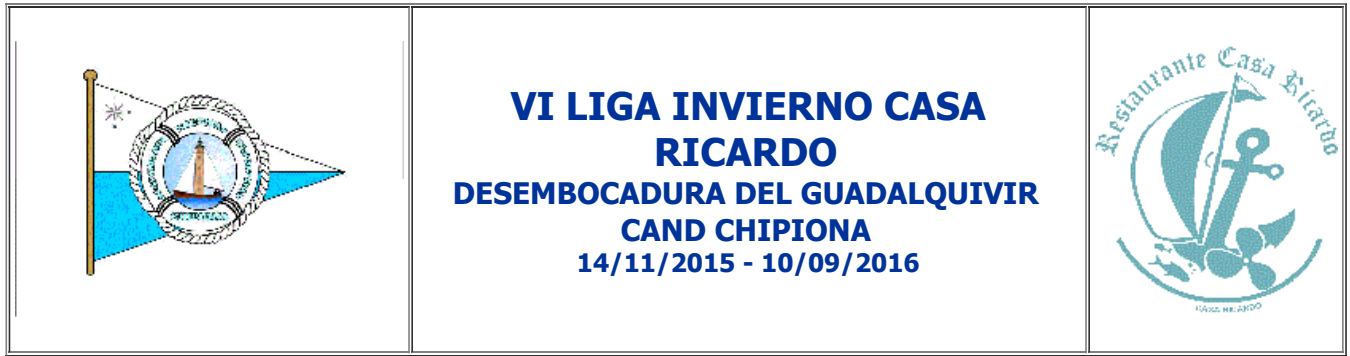 VI LIGA INVIERNO CASA
RICARDO
DESEMBOCADURA DEL GUADALQUIVIR
CAND CHIPIONA
14/11/2015 - 10/09/2016
Restaurante Casa Ricardo
CASA RICARDO